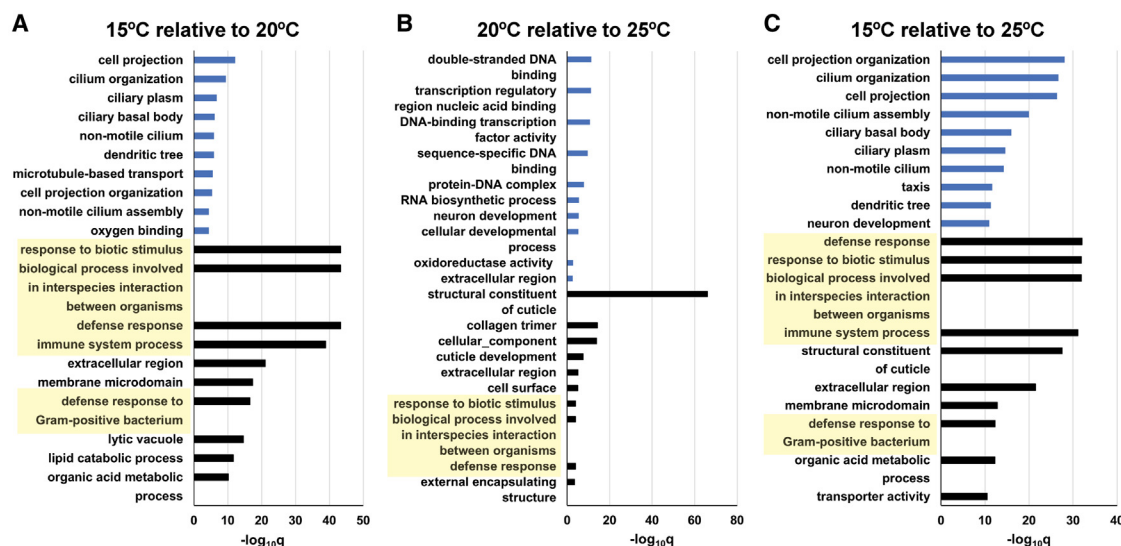 A
15ºC relative to 20ºC
cell projection
cilium organization
ciliary plasm
ciliary basal body
non-motile cilium
dendritic tree
microtubule-based transport
cell projection organization
non-motile cilium assembly
oxygen binding
response to biotic stimulus
biological process involved
in interspecies interaction
between organisms
defense response
immune system process
extracellular region
membrane microdomain
defense response to
Gram-positive bacterium
lytic vacuole
lipid catabolic process
organic acid metabolic
process
0 10 20 30 40 50
-log10q
B
20ºC relative to 25ºC
double-stranded DNA
binding
transcription regulatory
region nucleic acid binding
DNA-binding transcription
factor activity
sequence-specific DNA
binding
protein-DNA complex
RNA biosynthetic process
neuron development
cellular developmental
process
oxidoreductase activity
extracellular region
structural constituent
of cuticle
collagen trimer
cellular_component
cuticle development
extracellular region
cell surface
response to biotic stimulus
biological process involved
in interspecies interaction
between organisms
defense response
external encapsulating
structure
0 20 40 60 80
-log10q
C
15ºC relative to 25ºC
cell projection organization
cilium organization
cell projection
non-motile cilium assembly
ciliary basal body
ciliary plasm
non-motile cilium
taxis
dendritic tree
neuron development
defense response
response to biotic stimulus
biological process involved
in interspecies interaction
between organisms
immune system process
structural constituent
of cuticle
extracellular region
membrane microdomain
defense response to
Gram-positive bacterium
organic acid metabolic
process
transporter activity
0 10 20 30 40
-log10q